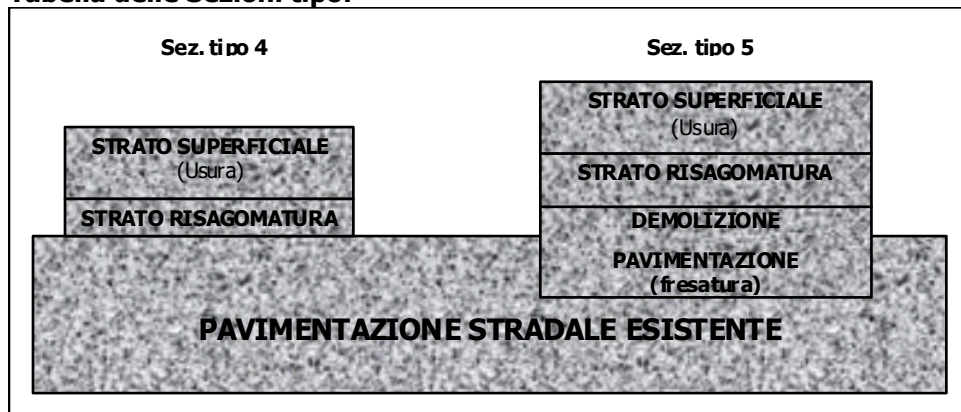 Tabella delle Sezioni tipo.
Sez. tipo 4
Sez. tipo 5
STRATO SUPERFICIALE
(Usura)
STRATO RISAGOMATURA
STRATO SUPERFICIALE
(Usura)
STRATO RISAGOMATURA
DEMOLIZIONE
PAVIMENTAZIONE
(fresatura)
PAVIMENTAZIONE STRADALE ESISTENTE